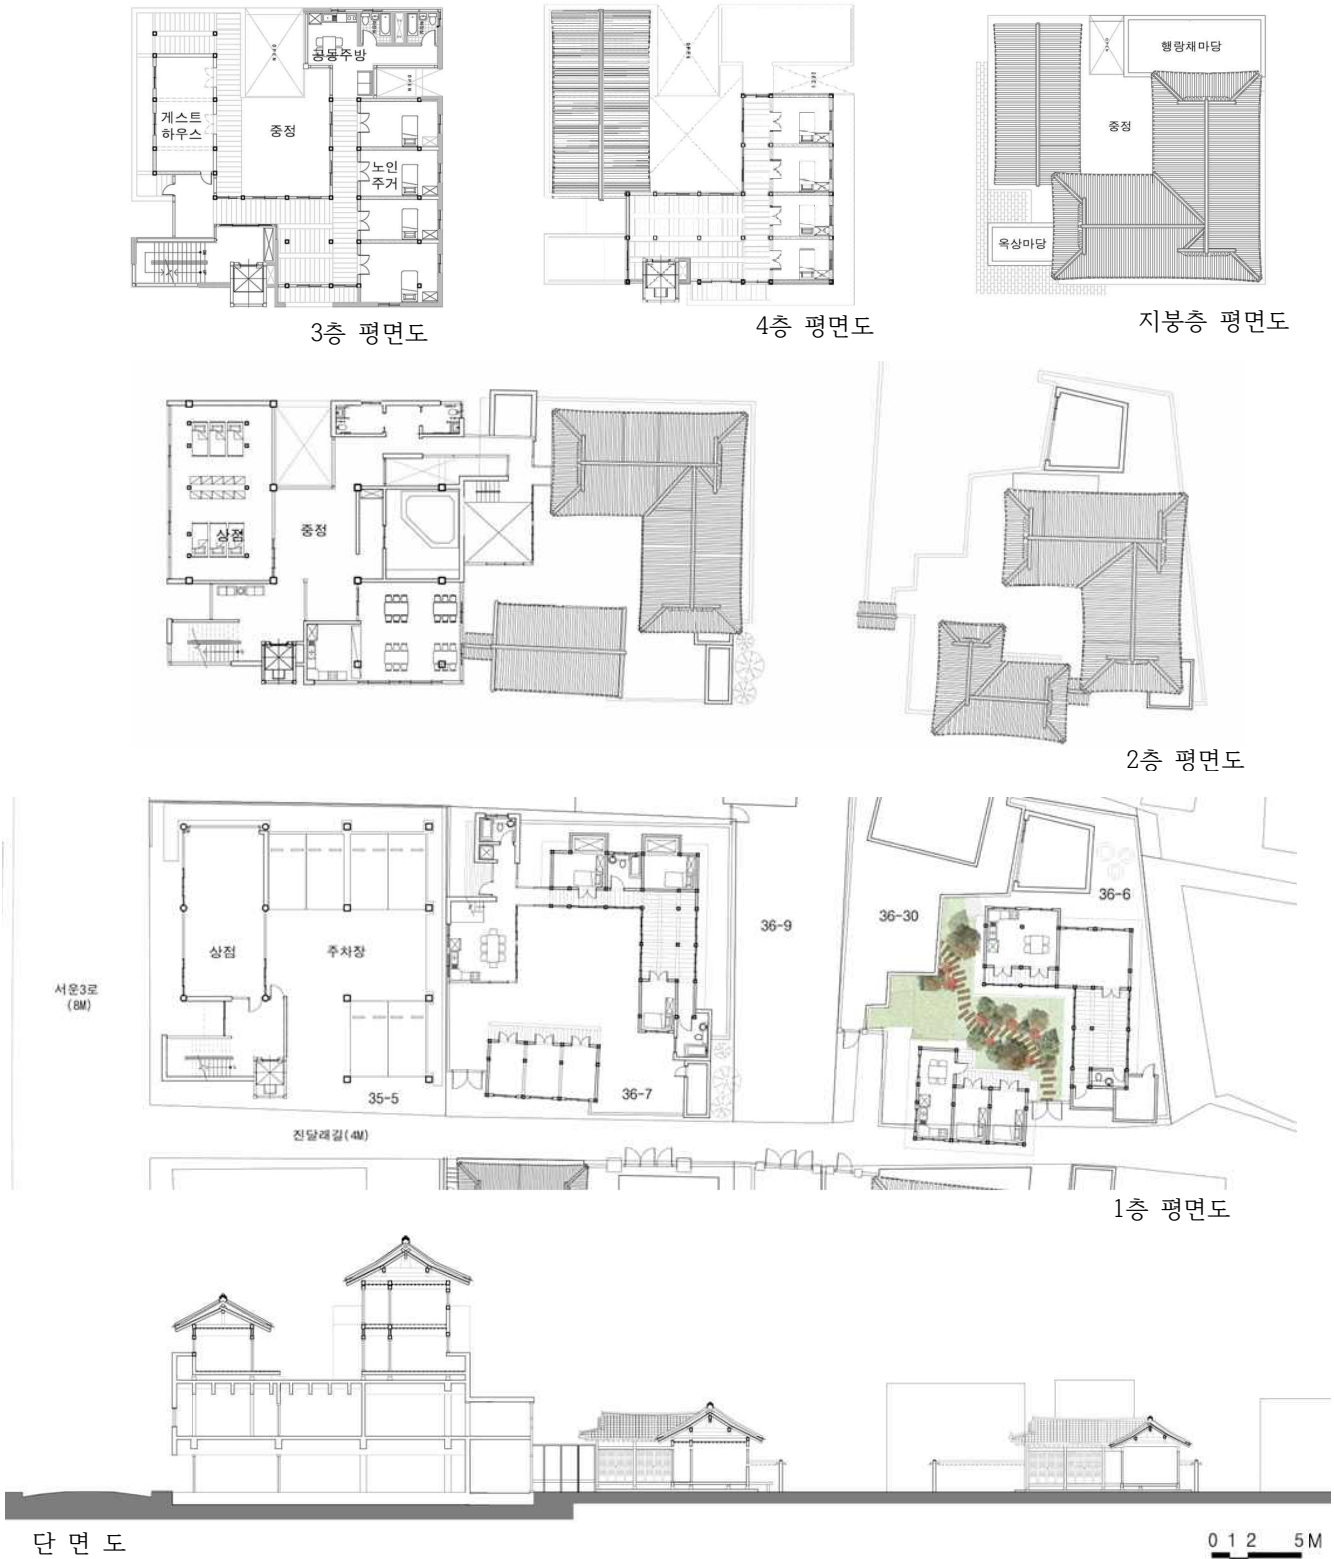 공동주방
게스트
하우스
중정
노인
주거
3층 평면도
OPEN
4층 평면도
행랑채마당
중정
옥상마당
지붕층 평면도
상점
중정
2층 평면도
서운3로
(8M)
상점
주차장
35-5
36-7
36-9
36-30
36-6
진달래길(4M)
1층 평면도
단 면 도
0 1 2 5M